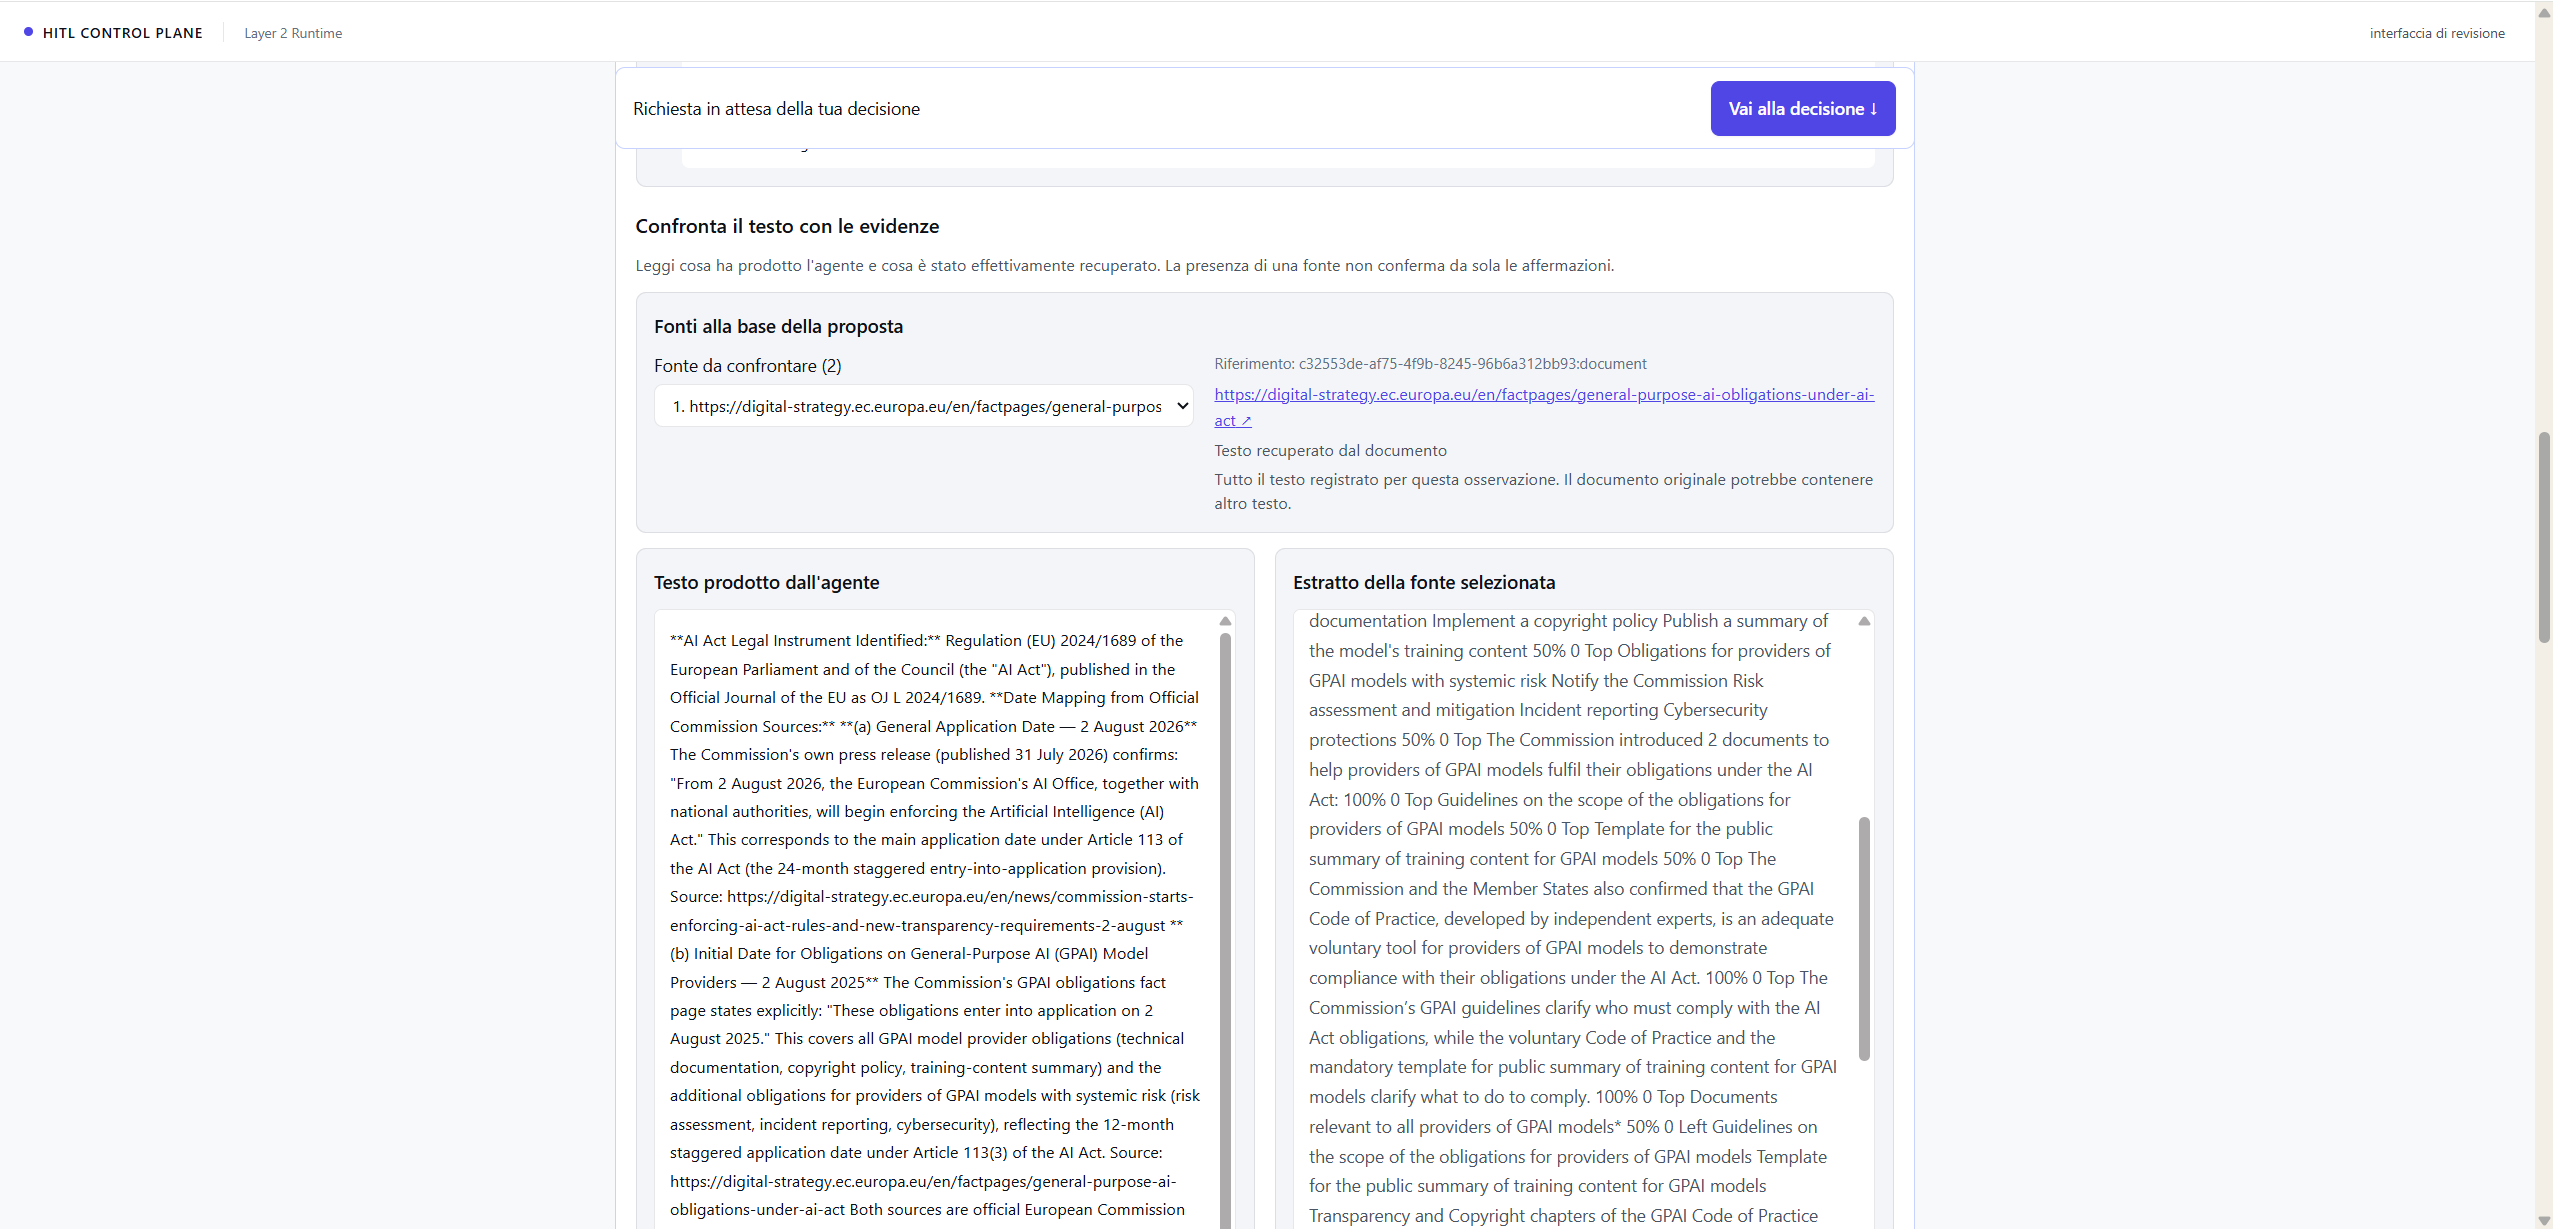 HITL CONTROL PLANE
Layer 2 Runtime
interfaccia di revisione
Richiesta in attesa della tua decisione
Vai alla decisione ↓
Confronta il testo con le evidenze
Leggi cosa ha prodotto l'agente e cosa è stato effettivamente recuperato. La presenza di una fonte non conferma da sola le affermazioni.
Fonti alla base della proposta
Fonte da confrontare (2)
1. https://digital-strategy.ec.europa.eu/en/factpages/general-purpos
Riferimento: c32553de-af75-4f9b-8245-96b6a312bb93:document
https://digital-strategy.ec.europa.eu/en/factpages/general-purpose-ai-obligations-under-ai-
act ↗
Testo recuperato dal documento
Tutto il testo registrato per questa osservazione. Il documento originale potrebbe contenere
altro testo.
Testo prodotto dall'agente
**AI Act Legal Instrument Identified:** Regulation (EU) 2024/1689 of the
European Parliament and of the Council (the "AI Act"), published in the
Official Journal of the EU as OJ L 2024/1689. **Date Mapping from Official
Commission Sources:** **(a) General Application Date — 2 August 2026**
The Commission's own press release (published 31 July 2026) confirms:
"From 2 August 2026, the European Commission's AI Office, together with
national authorities, will begin enforcing the Artificial Intelligence (AI)
Act." This corresponds to the main application date under Article 113 of
the AI Act (the 24-month staggered entry-into-application provision).
Source: https://digital-strategy.ec.europa.eu/en/news/commission-starts-
enforcing-ai-act-rules-and-new-transparency-requirements-2-august **
(b) Initial Date for Obligations on General-Purpose AI (GPAI) Model
Providers — 2 August 2025** The Commission's GPAI obligations fact
page states explicitly: "These obligations enter into application on 2
August 2025." This covers all GPAI model provider obligations (technical
documentation, copyright policy, training-content summary) and the
additional obligations for providers of GPAI models with systemic risk (risk
assessment, incident reporting, cybersecurity), reflecting the 12-month
staggered application date under Article 113(3) of the AI Act. Source:
https://digital-strategy.ec.europa.eu/en/factpages/general-purpose-ai-
obligations-under-ai-act Both sources are official European Commission
Estratto della fonte selezionata
documentation Implement a copyright policy Publish a summary of
the model's training content 50% 0 Top Obligations for providers of
GPAI models with systemic risk Notify the Commission Risk
assessment and mitigation Incident reporting Cybersecurity
protections 50% 0 Top The Commission introduced 2 documents to
help providers of GPAI models fulfil their obligations under the AI
Act: 100% 0 Top Guidelines on the scope of the obligations for
providers of GPAI models 50% 0 Top Template for the public
summary of training content for GPAI models 50% 0 Top The
Commission and the Member States also confirmed that the GPAI
Code of Practice, developed by independent experts, is an adequate
voluntary tool for providers of GPAI models to demonstrate
compliance with their obligations under the AI Act. 100% 0 Top The
Commission’s GPAI guidelines clarify who must comply with the AI
Act obligations, while the voluntary Code of Practice and the
mandatory template for public summary of training content for GPAI
models clarify what to do to comply. 100% 0 Top Documents
relevant to all providers of GPAI models* 50% 0 Left Guidelines on
the scope of the obligations for providers of GPAI models Template
for the public summary of training content for GPAI models
Transparency and Copyright chapters of the GPAI Code of Practice